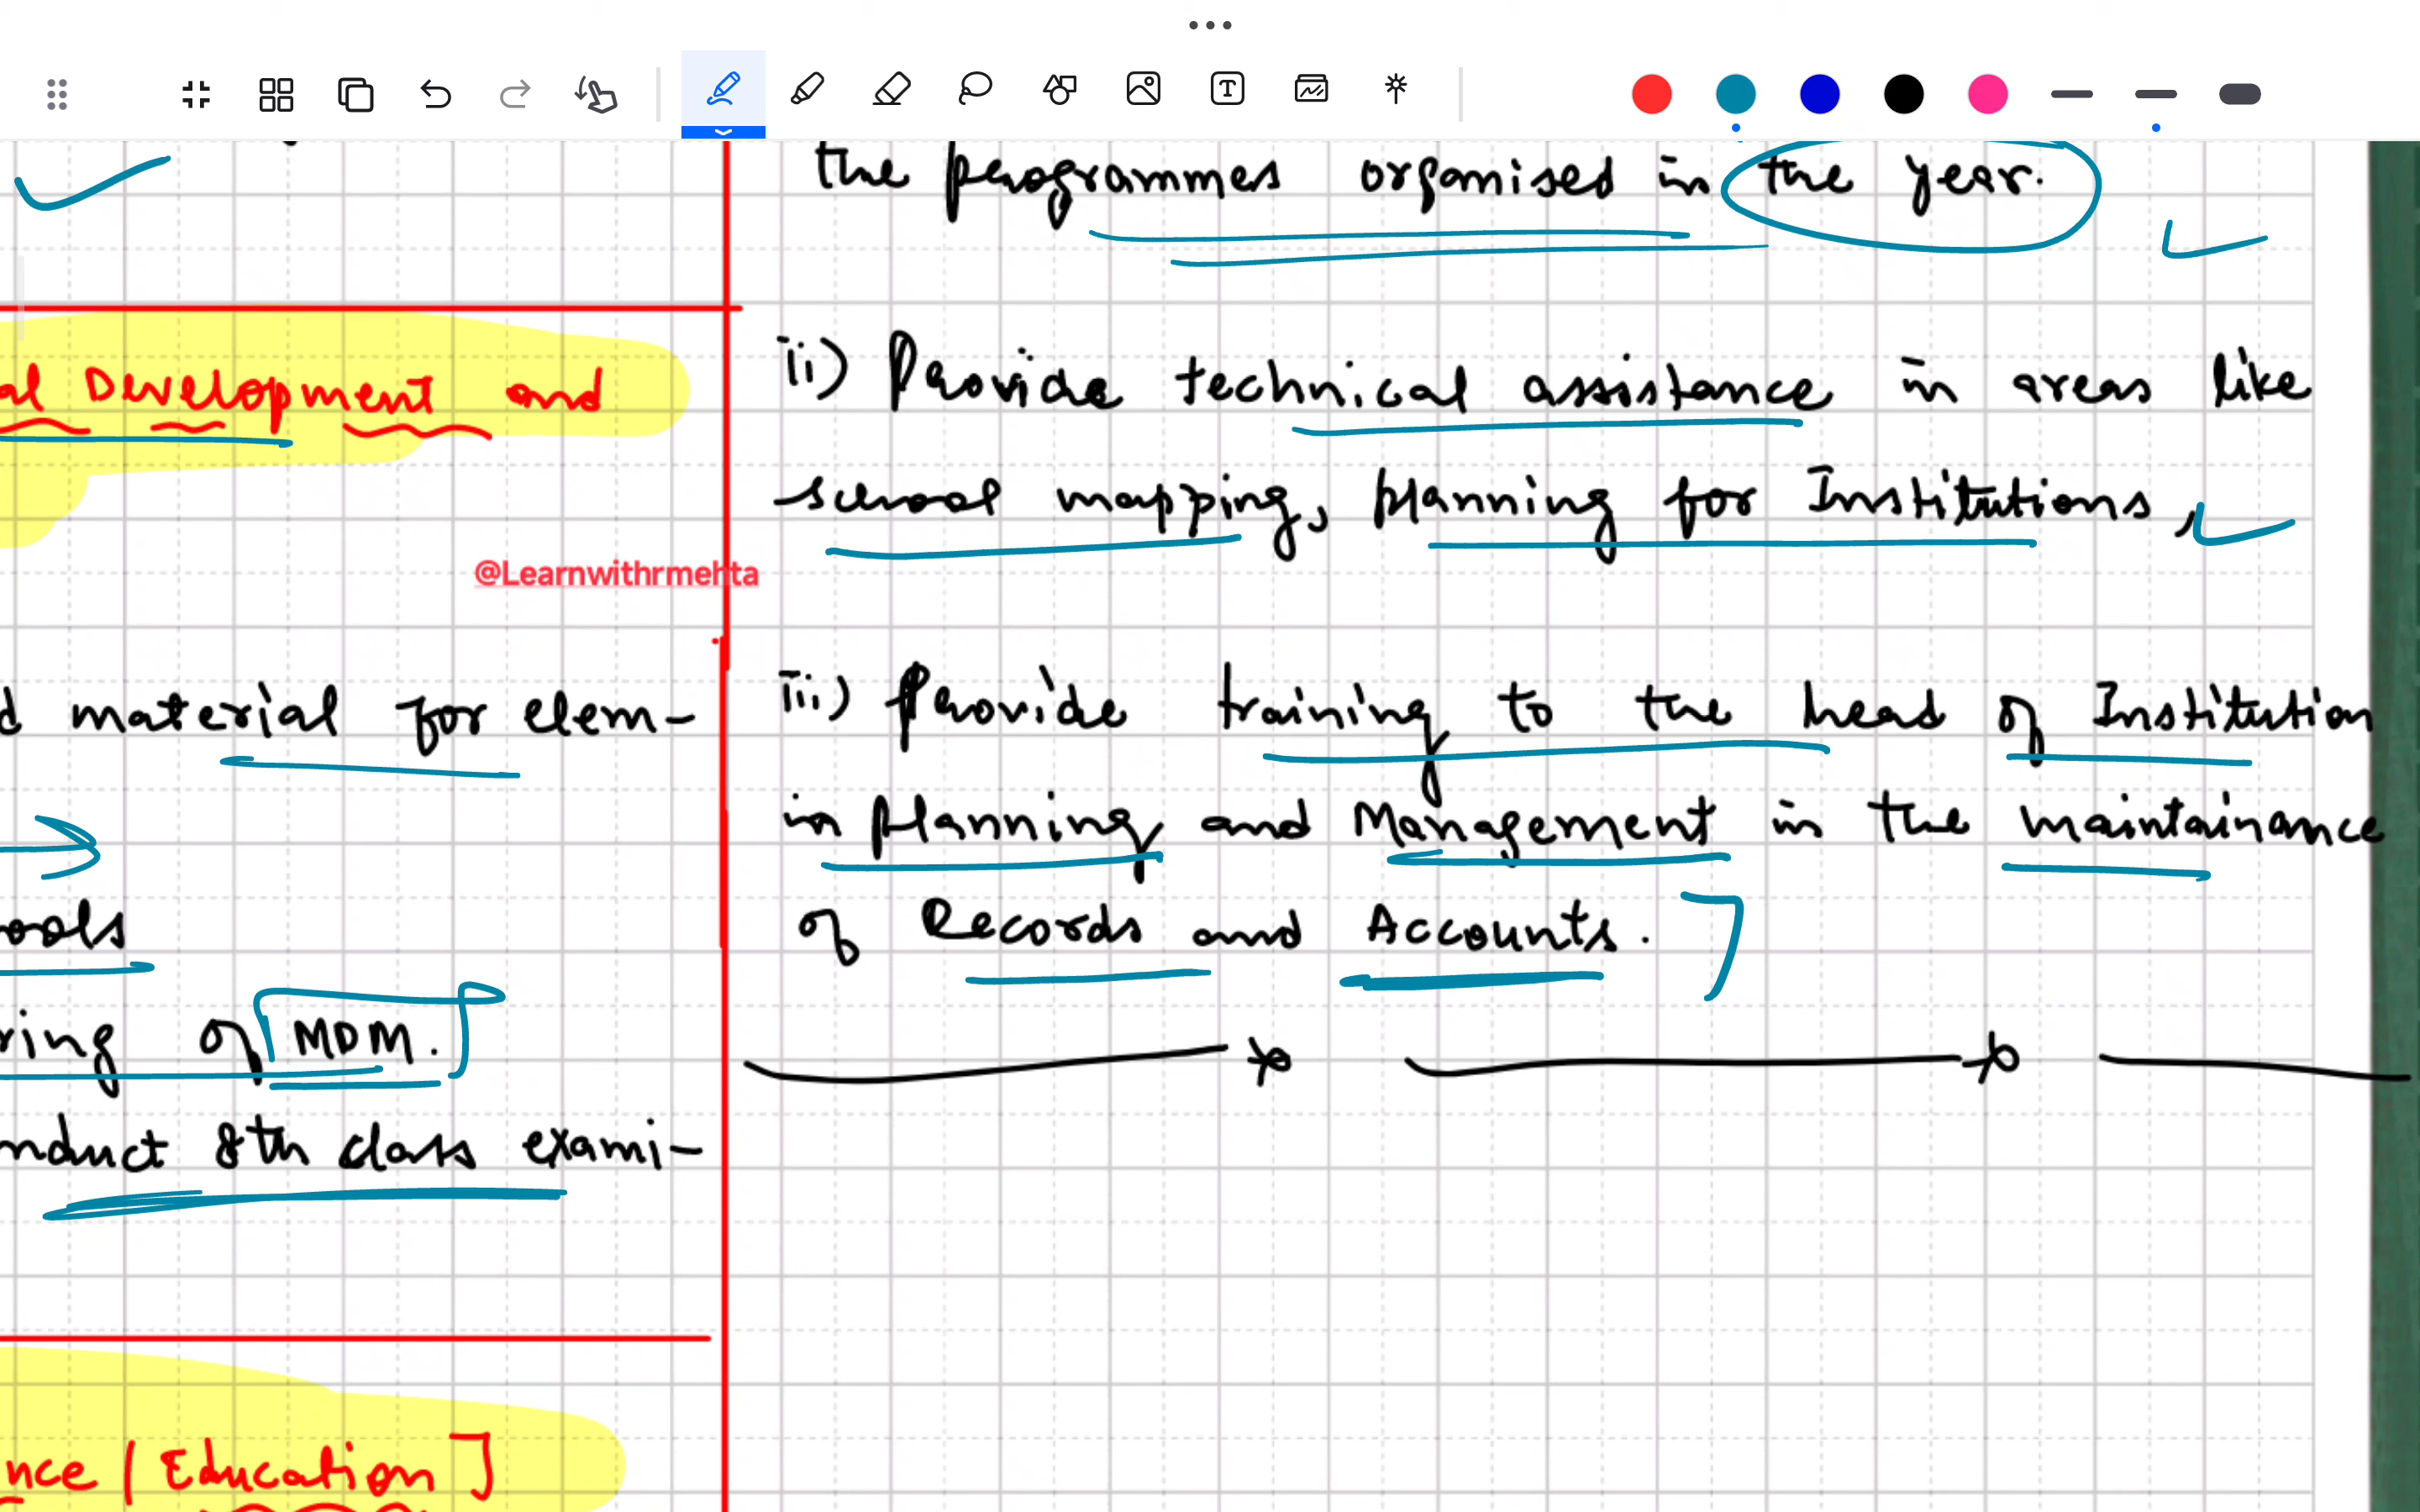 al Development and
@Learnwithrmehta
d material for elem-
ools
ring of MDM.
nduct 8th class exami-
nce [Education]
the programmes organised in the year.
ii) Provide technical assistance in areas like
school mapping, planning for Institutions,
iii) Provide training to the head of Institution
in planning and Management in the maintainance
of Records and Accounts.